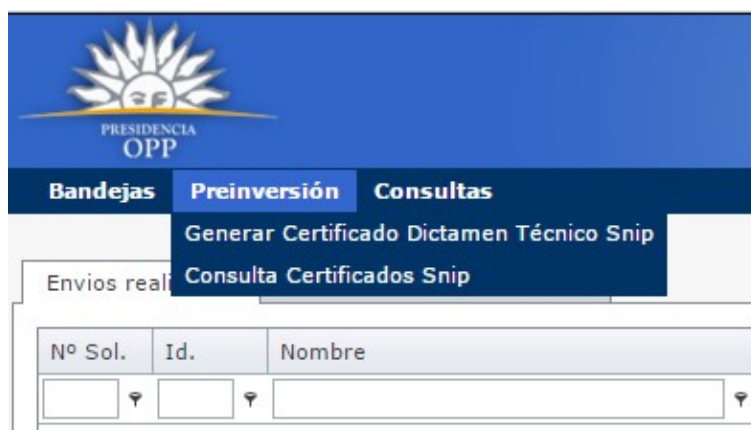 PRESIDENCIA
OPP
Bandejas Preinversión Consultas
Generar Certificado Dictamen Técnico Snip
Consulta Certificados Snip
Envios reali
Nº Sol. Id. Nombre